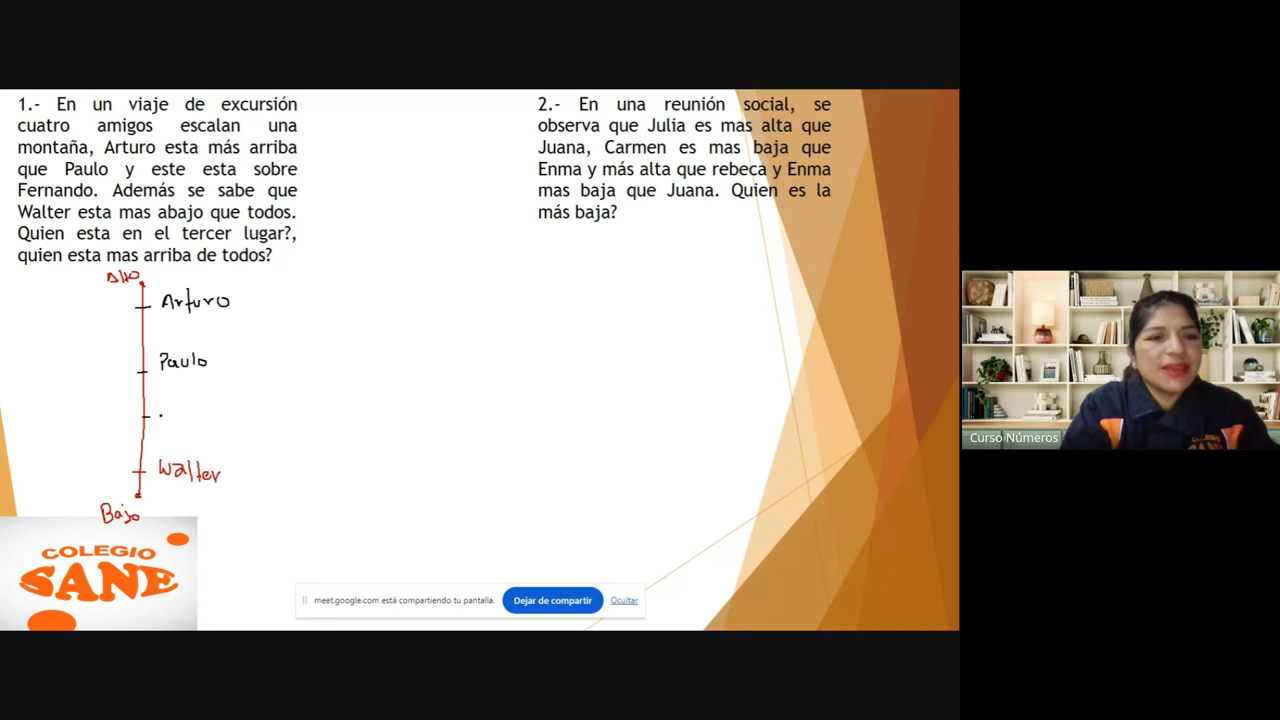 1.- En un viaje de excursión
cuatro amigos escalan una
montaña, Arturo esta más arriba
que Paulo y este esta sobre
Fernando. Además se sabe que
Walter esta mas abajo que todos.
Quien esta en el tercer lugar?,
quien esta mas arriba de todos?
Alto
Arturo
Paulo
Walter
Bajo
COLEGIO
SANE
2.- En una reunión social, se
observa que Julia es mas alta que
Juana, Carmen es mas baja que
Enma y más alta que rebeca y Enma
mas baja que Juana. Quien es la
más baja?
meet.google.com está compartiendo tu pantalla.
Dejar de compartir
Ocultar
Curso Números